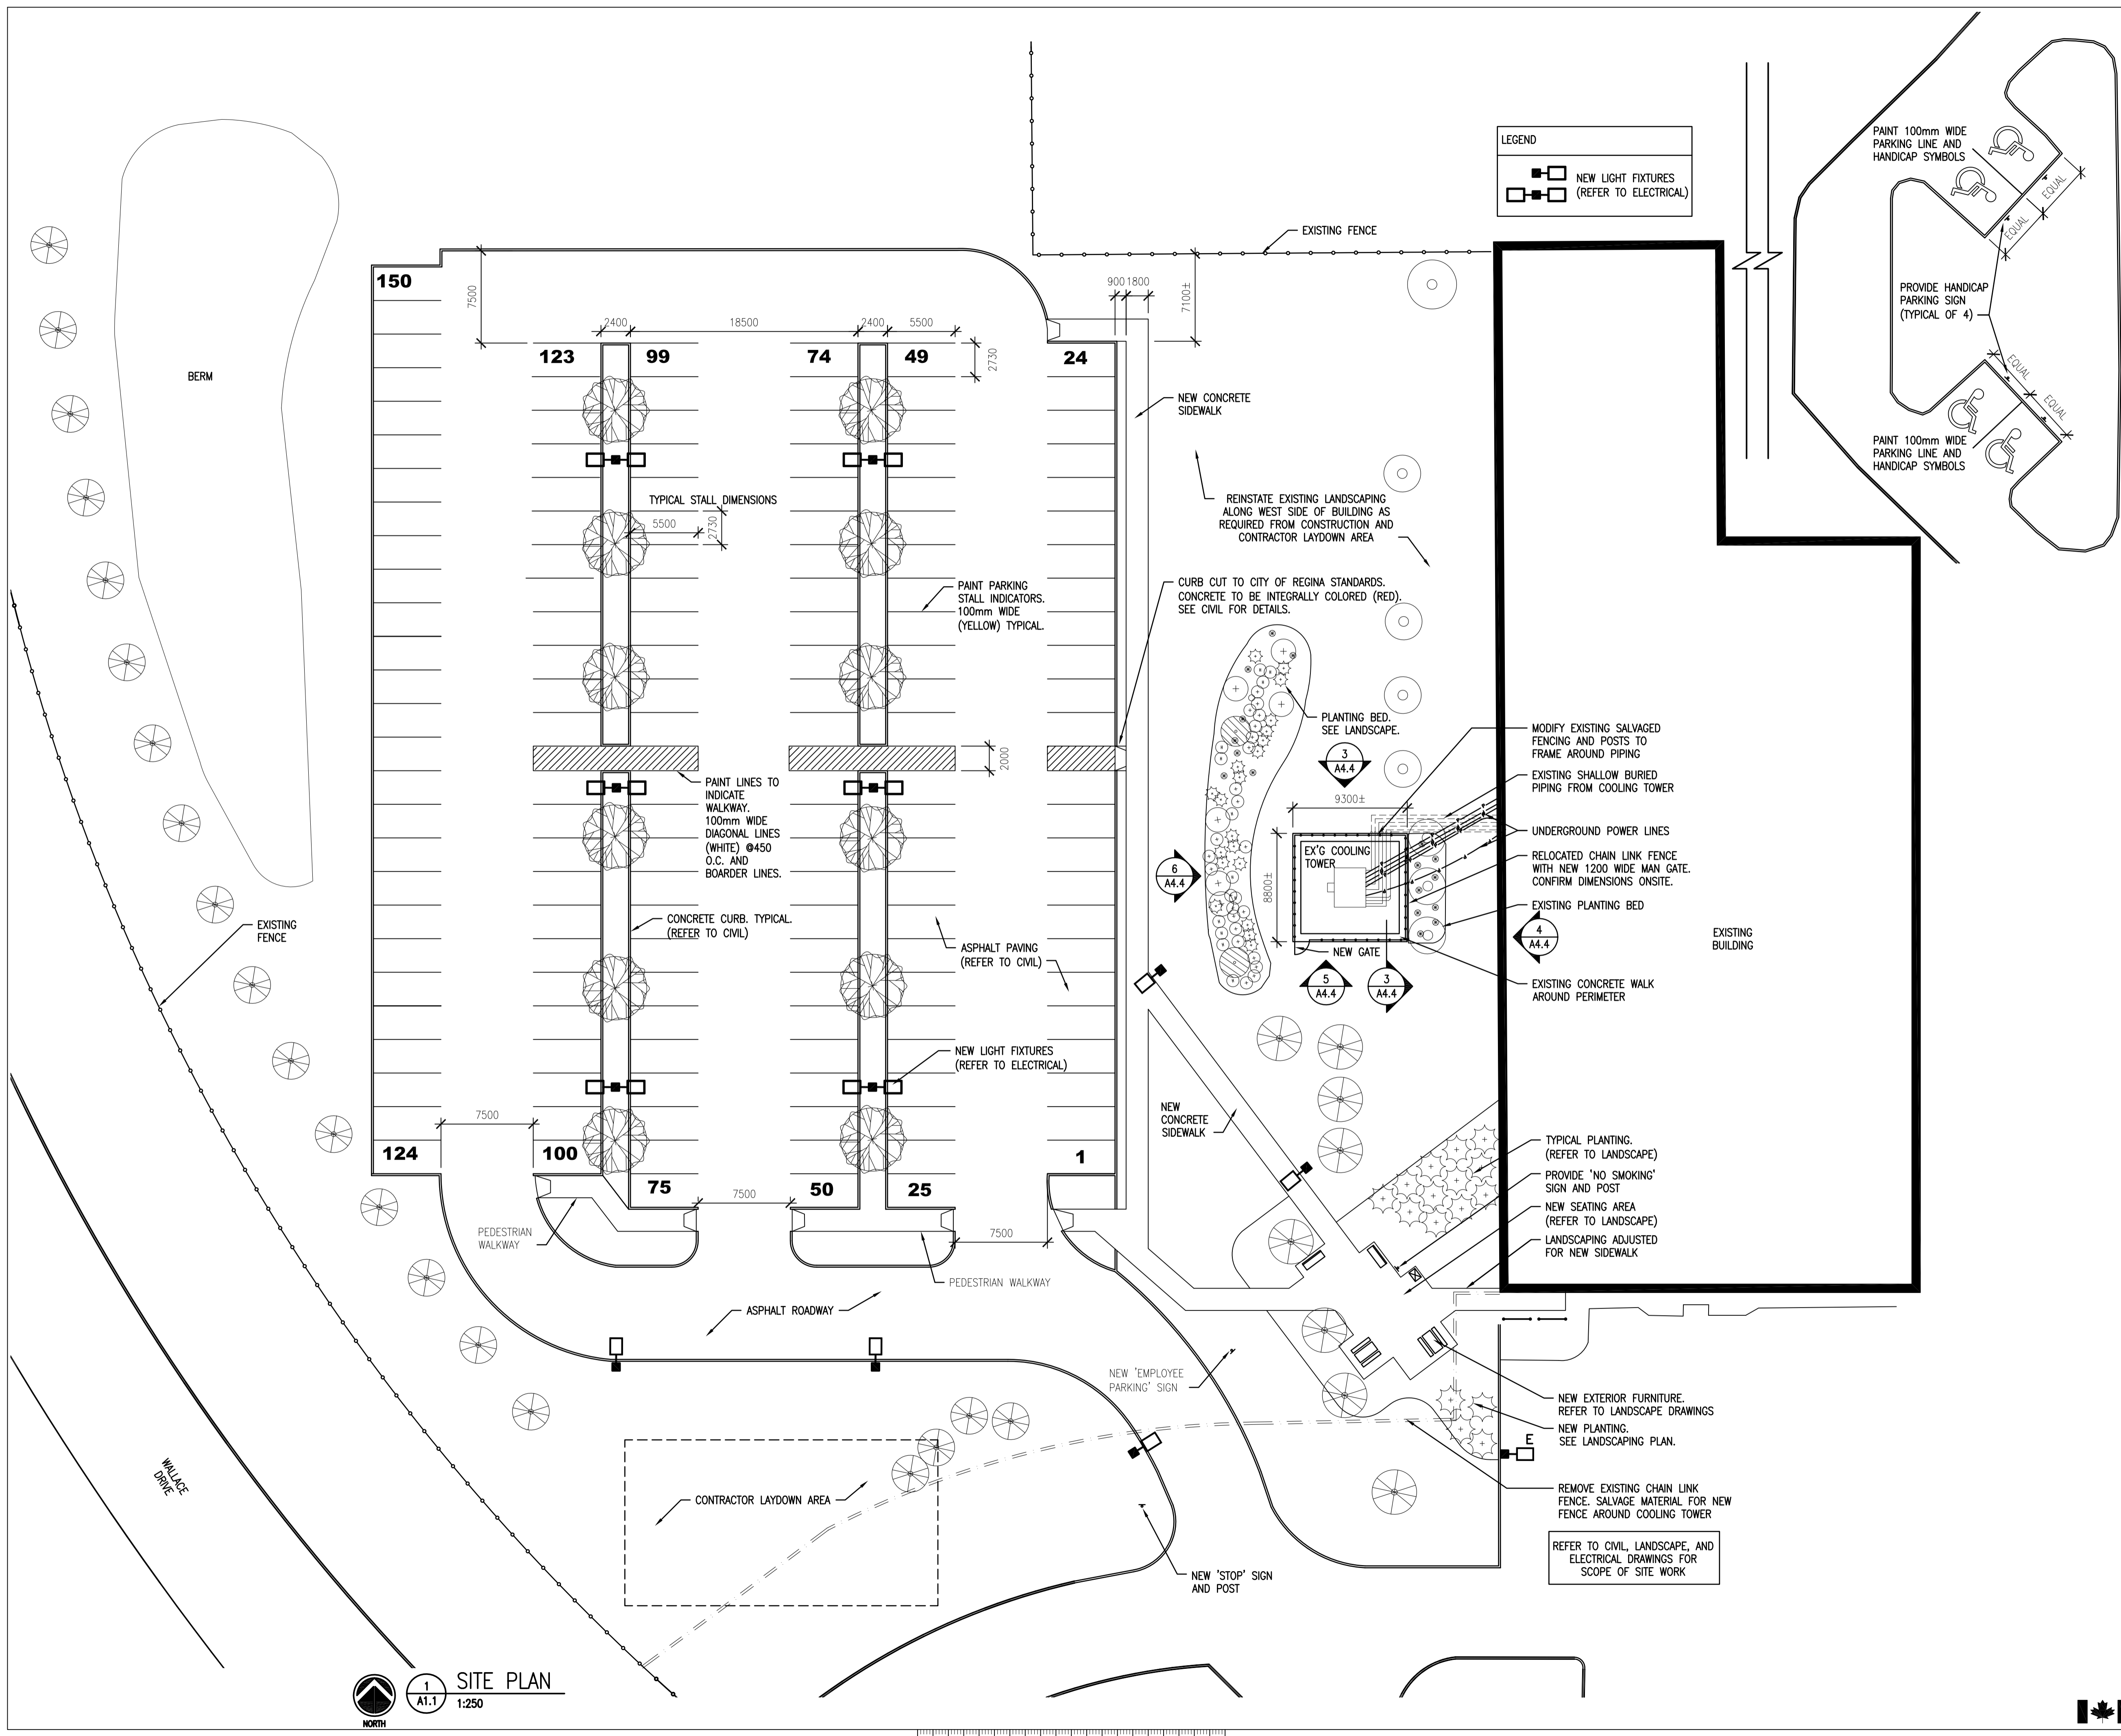 LEGEND
NEW LIGHT FIXTURES
(REFER TO ELECTRICAL)
PAINT 100mm WIDE
PARKING LINE AND
HANDICAP SYMBOLS
EQUAL
EQUAL
PROVIDE HANDICAP
PARKING SIGN
(TYPICAL OF 4)
EQUAL
EQUAL
PAINT 100mm WIDE
PARKING LINE AND
HANDICAP SYMBOLS
EXISTING FENCE
150
7500
900
1800
7100±
2400
18500
2400
5500
123
99
74
49
24
2730
BERM
NEW CONCRETE
SIDEWALK
TYPICAL STALL DIMENSIONS
5500
2730
REINSTATE EXISTING LANDSCAPING
ALONG WEST SIDE OF BUILDING AS
REQUIRED FROM CONSTRUCTION AND
CONTRACTOR LAYDOWN AREA
PAINT PARKING
STALL INDICATORS.
100mm WIDE
(YELLOW) TYPICAL.
CURB CUT TO CITY OF REGINA STANDARDS.
CONCRETE TO BE INTEGRALLY COLORED (RED).
SEE CIVIL FOR DETAILS.
PLANTING BED.
SEE LANDSCAPE.
3
A4.4
2000
PAINT LINES TO
INDICATE
WALKWAY.
100mm WIDE
DIAGONAL LINES
(WHITE) @450
O.C. AND
BOARDER LINES.
MODIFY EXISTING SALVAGED
FENCING AND POSTS TO
FRAME AROUND PIPING
EXISTING SHALLOW BURIED
PIPING FROM COOLING TOWER
9300±
UNDERGROUND POWER LINES
EX'G COOLING
TOWER
RELOCATED CHAIN LINK FENCE
WITH NEW 1200 WIDE MAN GATE.
CONFIRM DIMENSIONS ONSITE.
6
A4.4
8800±
EXISTING PLANTING BED
4
A4.4
EXISTING
BUILDING
NEW GATE
5
A4.4
3
A4.4
EXISTING CONCRETE WALK
AROUND PERIMETER
CONCRETE CURB. TYPICAL.
(REFER TO CIVIL)
EXISTING
FENCE
ASPHALT PAVING
(REFER TO CIVIL)
NEW LIGHT FIXTURES
(REFER TO ELECTRICAL)
NEW
CONCRETE
SIDEWALK
7500
124
100
1
75
50
25
7500
7500
PEDESTRIAN
WALKWAY
PEDESTRIAN WALKWAY
TYPICAL PLANTING.
(REFER TO LANDSCAPE)
PROVIDE 'NO SMOKING'
SIGN AND POST
NEW SEATING AREA
(REFER TO LANDSCAPE)
LANDSCAPING ADJUSTED
FOR NEW SIDEWALK
ASPHALT ROADWAY
NEW 'EMPLOYEE
PARKING' SIGN
NEW EXTERIOR FURNITURE.
REFER TO LANDSCAPE DRAWINGS
NEW PLANTING.
SEE LANDSCAPING PLAN.
E
WALLACE
DRIVE
CONTRACTOR LAYDOWN AREA
REMOVE EXISTING CHAIN LINK
FENCE. SALVAGE MATERIAL FOR NEW
FENCE AROUND COOLING TOWER
REFER TO CIVIL, LANDSCAPE, AND
ELECTRICAL DRAWINGS FOR
SCOPE OF SITE WORK
NEW 'STOP' SIGN
AND POST
NORTH
1
A1.1
SITE PLAN
1:250